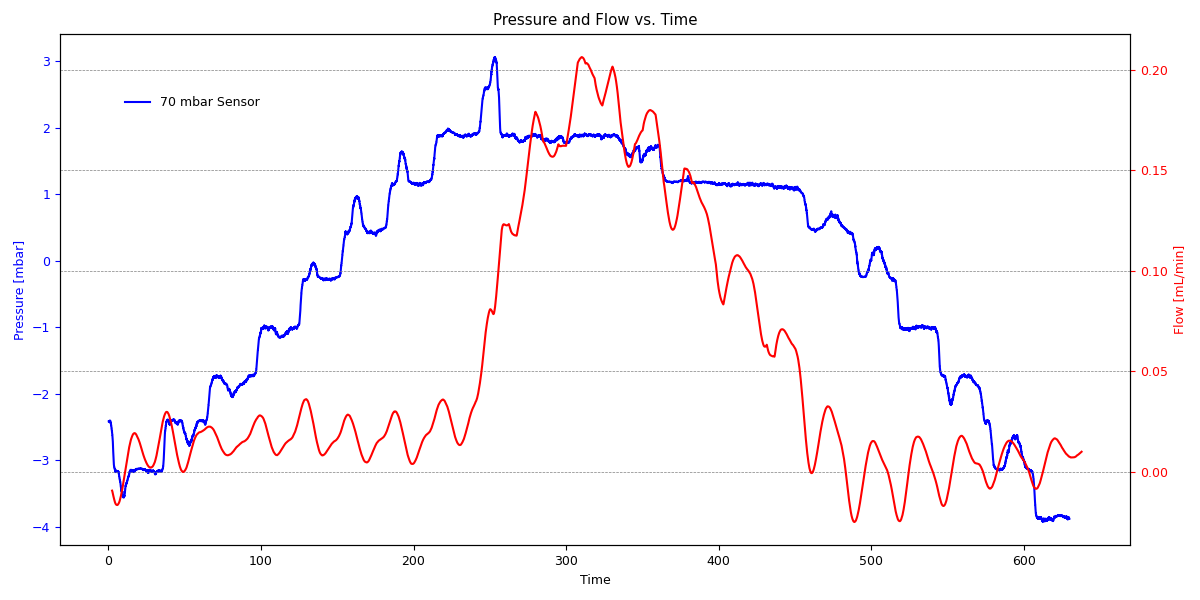 Pressure and Flow vs. Time
70 mbar Sensor
Pressure [mbar]
3
2
1
0
−1
−2
−3
−4
Flow [mL/min]
0.20
0.15
0.10
0.05
0.00
0 100 200 300 400 500 600
Time